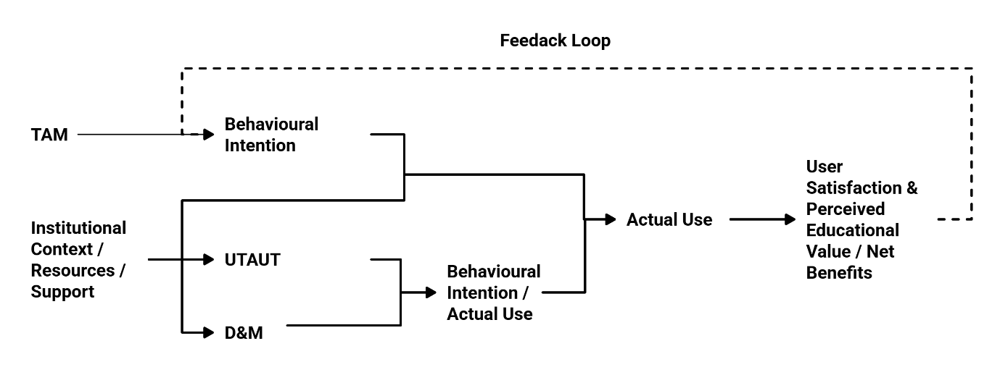 Feedack Loop
TAM
Behavioural
Intention
Institutional
Context /
Resources /
Support
UTAUT
D&M
Behavioural
Intention /
Actual Use
Actual Use
User
Satisfaction &
Perceived
Educational
Value / Net
Benefits